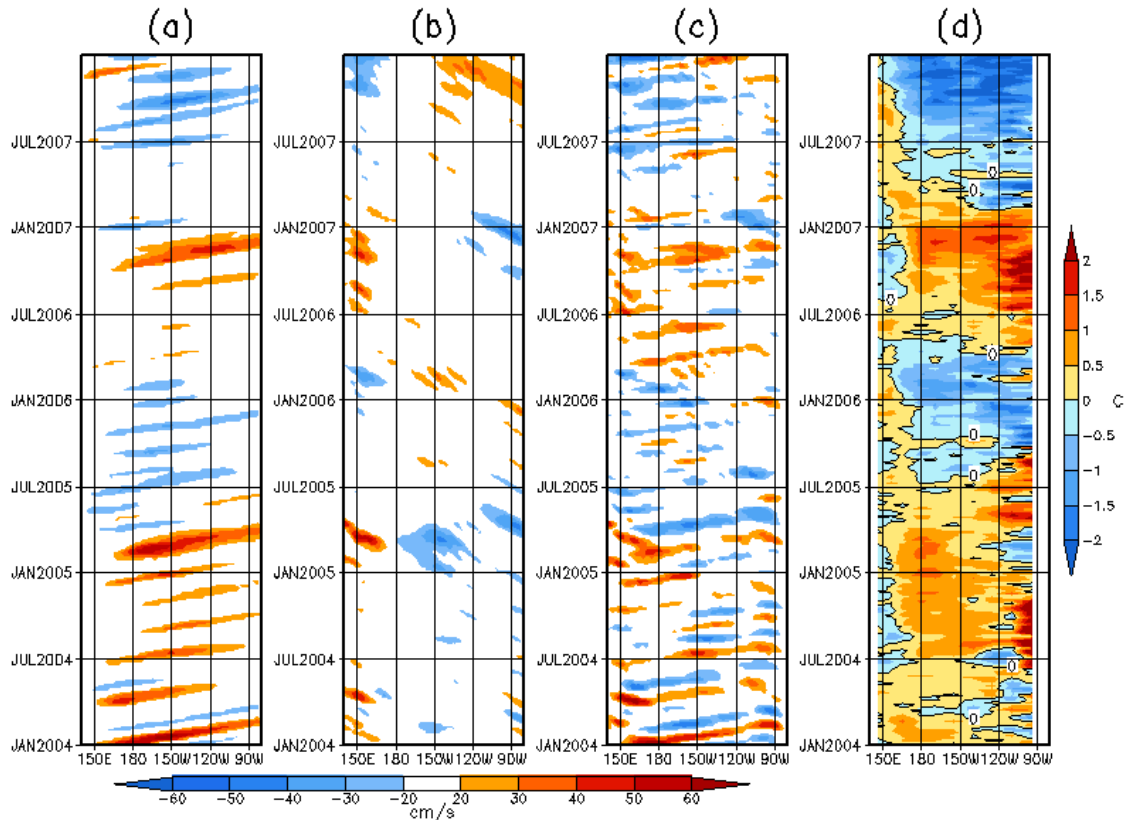 (a) (b) (c) (d)
JUL2007 JUL2007 JUL2007 JUL2007
0
0
JAN2007 JAN2007 JAN2007 JAN2007
2
1.5
0
JUL2006 JUL2006 JUL2006 JUL2006
1
0.5
0
0 C
JAN2006 JAN2006 JAN2006 JAN2006
-0.5
0
-1
0
JUL2005 JUL2005 JUL2005 JUL2005
-1.5
-2
JAN2005 JAN2005 JAN2005 JAN2005
JUL2004 JUL2004 JUL2004 JUL2004
0
0
JAN2004 JAN2004 JAN2004 JAN2004
150E 180 150W 120W 90W 150E 180 150W 120W 90W 150E 180 150W 120W 90W 150E 180 150W 120W 90W
-60 -50 -40 -30 -20 20 30 40 50 60
cm/s